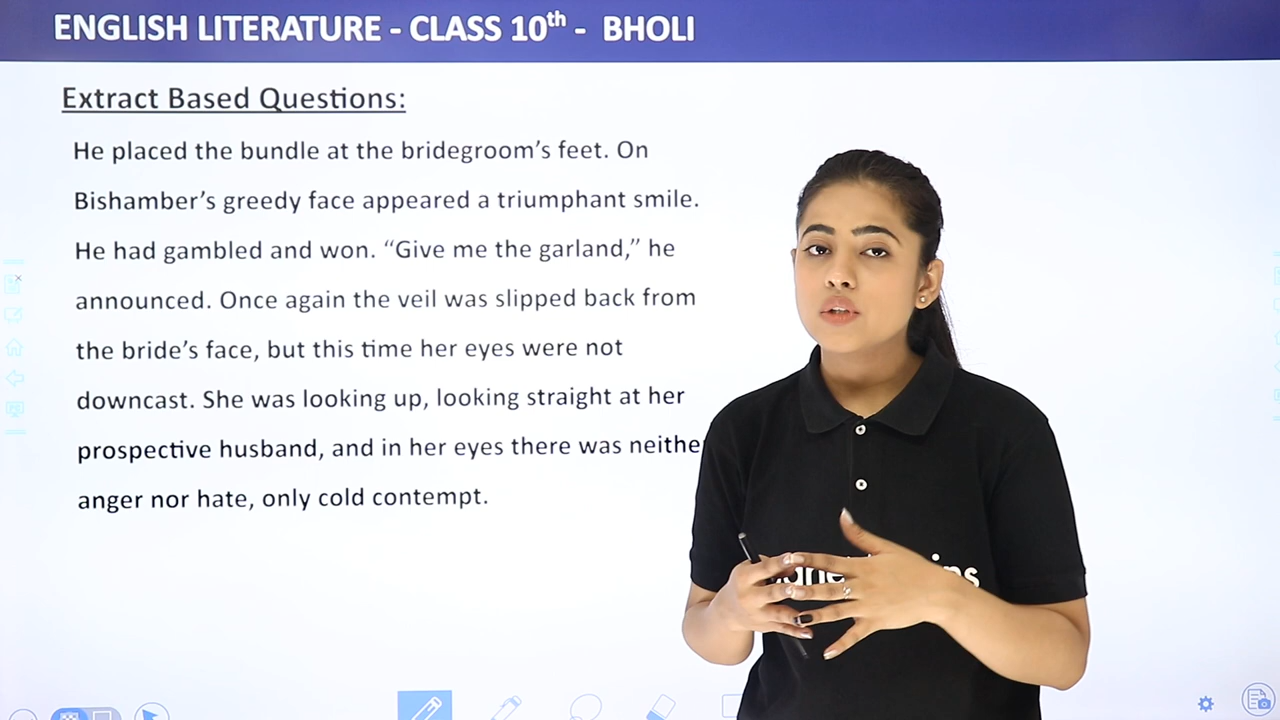 ENGLISH LITERATURE - CLASS 10th - BHOLI
Extract Based Questions:
He placed the bundle at the bridegroom's feet. On
Bishamber's greedy face appeared a triumphant smile.
He had gambled and won. “Give me the garland,” he
announced. Once again the veil was slipped back from
the bride's face, but this time her eyes were not
downcast. She was looking up, looking straight at her
prospective husband, and in her eyes there was neithe
anger nor hate, only cold contempt.